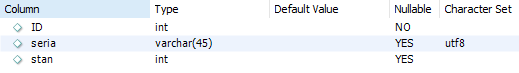 Column Type Default Value Nullable Character Set
ID int NO
seria varchar(45) YES utf8
stan int YES